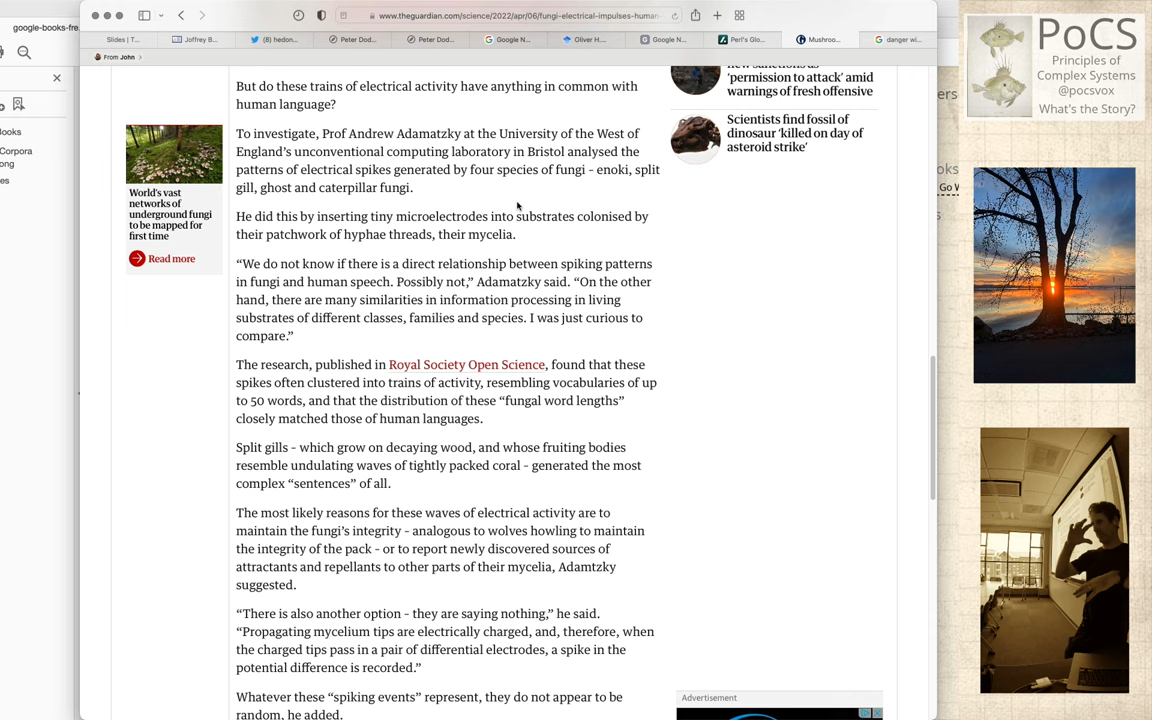 google-books-fre
www.theguardian.com/science/2022/apr/06/fungi-electrical-impulses-human-
Slides | T...
Joffrey B...
(8) hedon...
Peter Dod...
Peter Dod...
Google N...
Oliver H....
Google N...
Perl's Glo...
Mushroo...
danger wi...
From John
ooks
Corpora
ong
es
But do these trains of electrical activity have anything in common with
human language?
To investigate, Prof Andrew Adamatzky at the University of the West of
England's unconventional computing laboratory in Bristol analysed the
patterns of electrical spikes generated by four species of fungi – enoki, split
gill, ghost and caterpillar fungi.
He did this by inserting tiny microelectrodes into substrates colonised by
their patchwork of hyphae threads, their mycelia.
“We do not know if there is a direct relationship between spiking patterns
in fungi and human speech. Possibly not,” Adamatzky said. “On the other
hand, there are many similarities in information processing in living
substrates of different classes, families and species. I was just curious to
compare.”
The research, published in Royal Society Open Science, found that these
spikes often clustered into trains of activity, resembling vocabularies of up
to 50 words, and that the distribution of these “fungal word lengths”
closely matched those of human languages.
Split gills – which grow on decaying wood, and whose fruiting bodies
resemble undulating waves of tightly packed coral – generated the most
complex “sentences” of all.
The most likely reasons for these waves of electrical activity are to
maintain the fungi's integrity – analogous to wolves howling to maintain
the integrity of the pack – or to report newly discovered sources of
attractants and repellants to other parts of their mycelia, Adamtzky
suggested.
“There is also another option – they are saying nothing,” he said.
“Propagating mycelium tips are electrically charged, and, therefore, when
the charged tips pass in a pair of differential electrodes, a spike in the
potential difference is recorded.”
Whatever these “spiking events” represent, they do not appear to be
random, he added.
World's vast
networks of
underground fungi
to be mapped for
first time
Read more
new sanctions as
‘permission to attack’ amid
warnings of fresh offensive
Scientists find fossil of
dinosaur ‘killed on day of
asteroid strike’
Advertisement
ers
oks
Go
s
PoCS
Principles of
Complex Systems
@pocsvox
What's the Story?